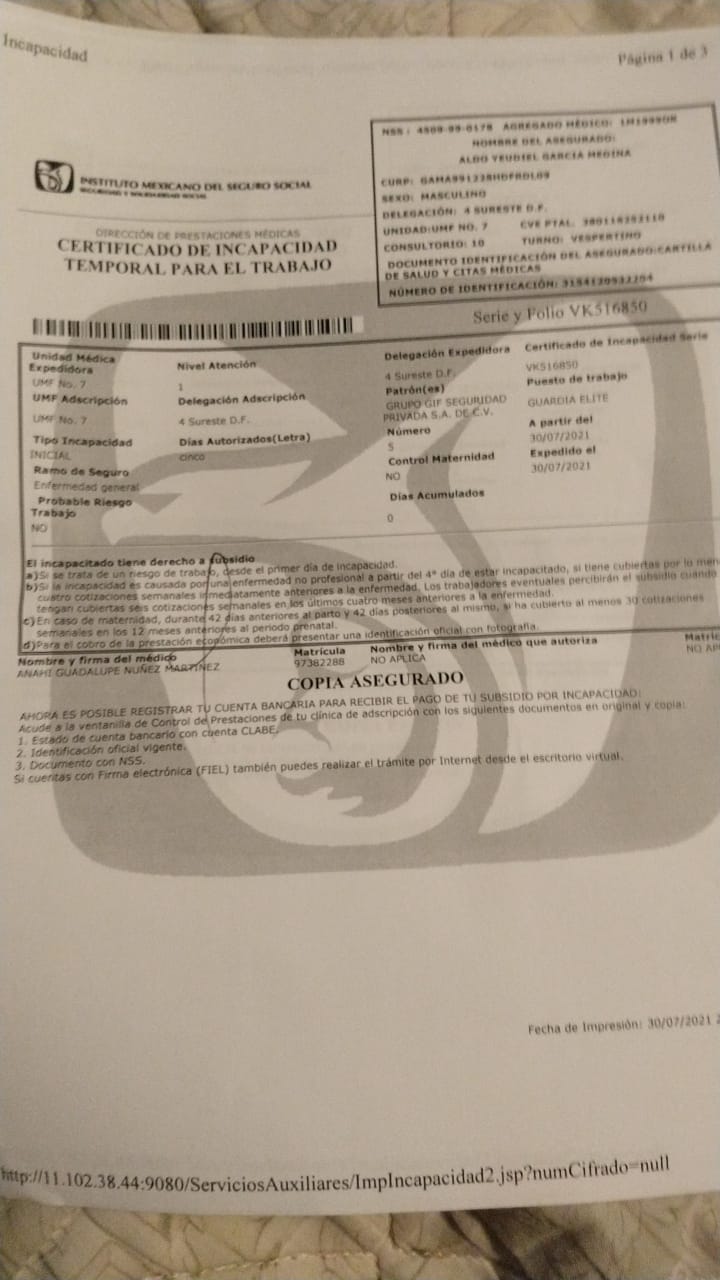 Incapacidad
Página 1 de 3
INSTITUTO MEXICANO DEL SEGURO SOCIAL
SEGURIDAD Y SOLIDARIDAD SOCIAL
DIRECCIÓN DE PRESTACIONES MÉDICAS
CERTIFICADO DE INCAPACIDAD
TEMPORAL PARA EL TRABAJO
NSS : 4509-99-0178 AGREGADO MÉDICO: 1M1999OR
NOMBRE DEL ASEGURADO:
ALDO YEUDIEL GARCIA MEDINA
CURP:
SEXO: MASCULINO
DELEGACIÓN: 4 SURESTE D.F.
UNIDAD:UMF NO. 7 CVE PTAL.
CONSULTORIO: 10 TURNO: VESPERTINO
DOCUMENTO IDENTIFICACIÓN DEL ASEGURADO:CARTILLA
DE SALUD Y CITAS MÉDICAS
NÚMERO DE IDENTIFICACIÓN:
Serie y Folio VK516850
Unidad Médica Expedidora
UMF No. 7
Nivel Atención
1
Delegación Expedidora
4 Sureste D.F.
Certificado de Incapacidad Serie
VK516850
UMF Adscripción
UMF No. 7
Delegación Adscripción
4 Sureste D.F.
Patrón(es)
GRUPO GIF SEGURIDAD
PRIVADA S.A. DE C.V.
Puesto de trabajo
GUARDIA ELITE
Tipo Incapacidad
INICIAL
Días Autorizados(Letra)
cinco
Número
5
A partir del
30/07/2021
Ramo de Seguro
Enfermedad general
Control Maternidad
NO
Expedido el
30/07/2021
Probable Riesgo
Trabajo
NO
Días Acumulados
0
El incapacitado tiene derecho a subsidio
a)Si se trata de un riesgo de trabajo, desde el primer día de incapacidad.
b)Si la incapacidad es causada por una enfermedad no profesional a partir del 4° día de estar incapacitado, si tiene cubiertas por lo men
cuatro cotizaciones semanales inmediatamente anteriores a la enfermedad. Los trabajadores eventuales percibirán el subsidio cuando
tengan cubiertas seis cotizaciones semanales en los últimos cuatro meses anteriores a la enfermedad.
c)En caso de maternidad, durante 42 días anteriores al parto y 42 días posteriores al mismo, si ha cubierto al menos 30 cotizaciones
semanales en los 12 meses anteriores al periodo prenatal.
d)Para el cobro de la prestación económica deberá presentar una identificación oficial con fotografía.
Nombre y firma del médico Matrícula Nombre y firma del médico que autoriza Matríc
ANAHI GUADALUPE NUÑEZ MARTINEZ 97382288 NO APLICA NO AP
COPIA ASEGURADO
AHORA ES POSIBLE REGISTRAR TU CUENTA BANCARIA PARA RECIBIR EL PAGO DE TU SUBSIDIO POR INCAPACIDAD:
Acude a la ventanilla de Control de Prestaciones de tu clínica de adscripción con los siguientes documentos en original y copia:
1. Estado de cuenta bancario con cuenta CLABE.
2. Identificación oficial vigente.
3. Documento con NSS.
Si cuentas con Firma electrónica (FIEL) también puedes realizar el trámite por Internet desde el escritorio virtual.
Fecha de Impresión: 30/07/2021 2
http://11.102.38.44:9080/ServiciosAuxiliares/ImpIncapacidad2.jsp?numCifrado=null